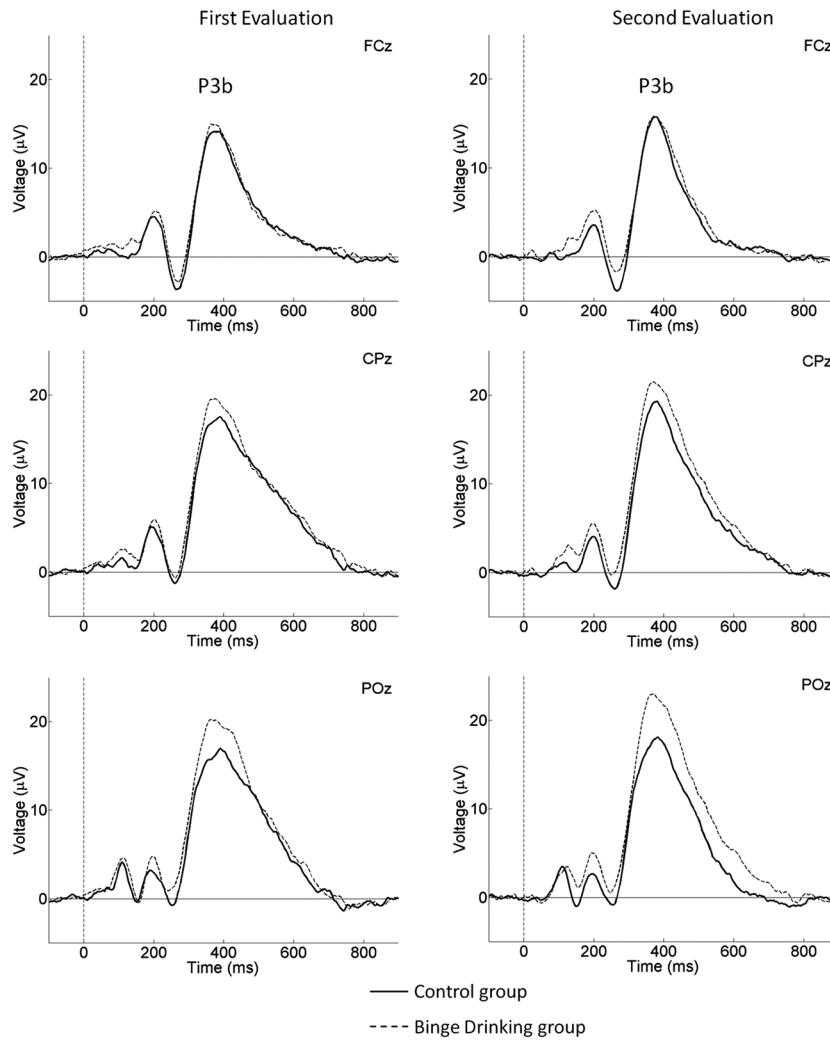 First Evaluation
Second Evaluation
FCz
FCz
P3b
P3b
Voltage (μV)
20
10
0
0 200 400 600 800
Time (ms)
Voltage (μV)
20
10
0
0 200 400 600 800
Time (ms)
CPz
CPz
Voltage (μV)
20
10
0
0 200 400 600 800
Time (ms)
Voltage (μV)
20
10
0
0 200 400 600 800
Time (ms)
POz
POz
Voltage (μV)
20
10
0
0 200 400 600 800
Time (ms)
Voltage (μV)
20
10
0
0 200 400 600 800
Time (ms)
Control group
Binge Drinking group